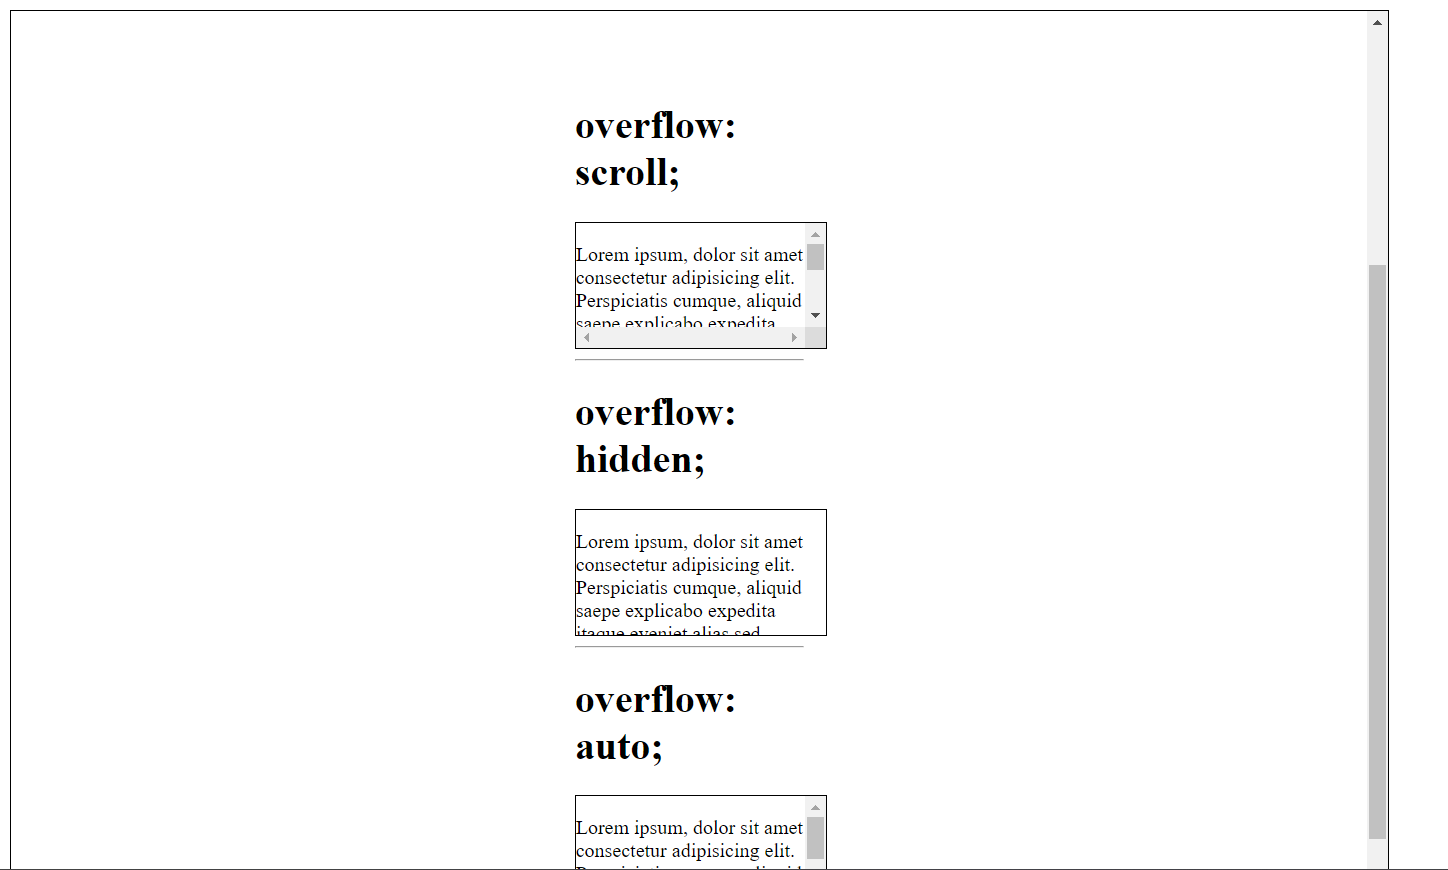 overflow:
scroll;
Lorem ipsum, dolor sit amet
consectetur adipisicing elit.
Perspiciatis cumque, aliquid
saepe explicabo expedita
overflow:
hidden;
Lorem ipsum, dolor sit amet
consectetur adipisicing elit.
Perspiciatis cumque, aliquid
saepe explicabo expedita
itaque eveniet alias sed
overflow:
auto;
Lorem ipsum, dolor sit amet
consectetur adipisicing elit.